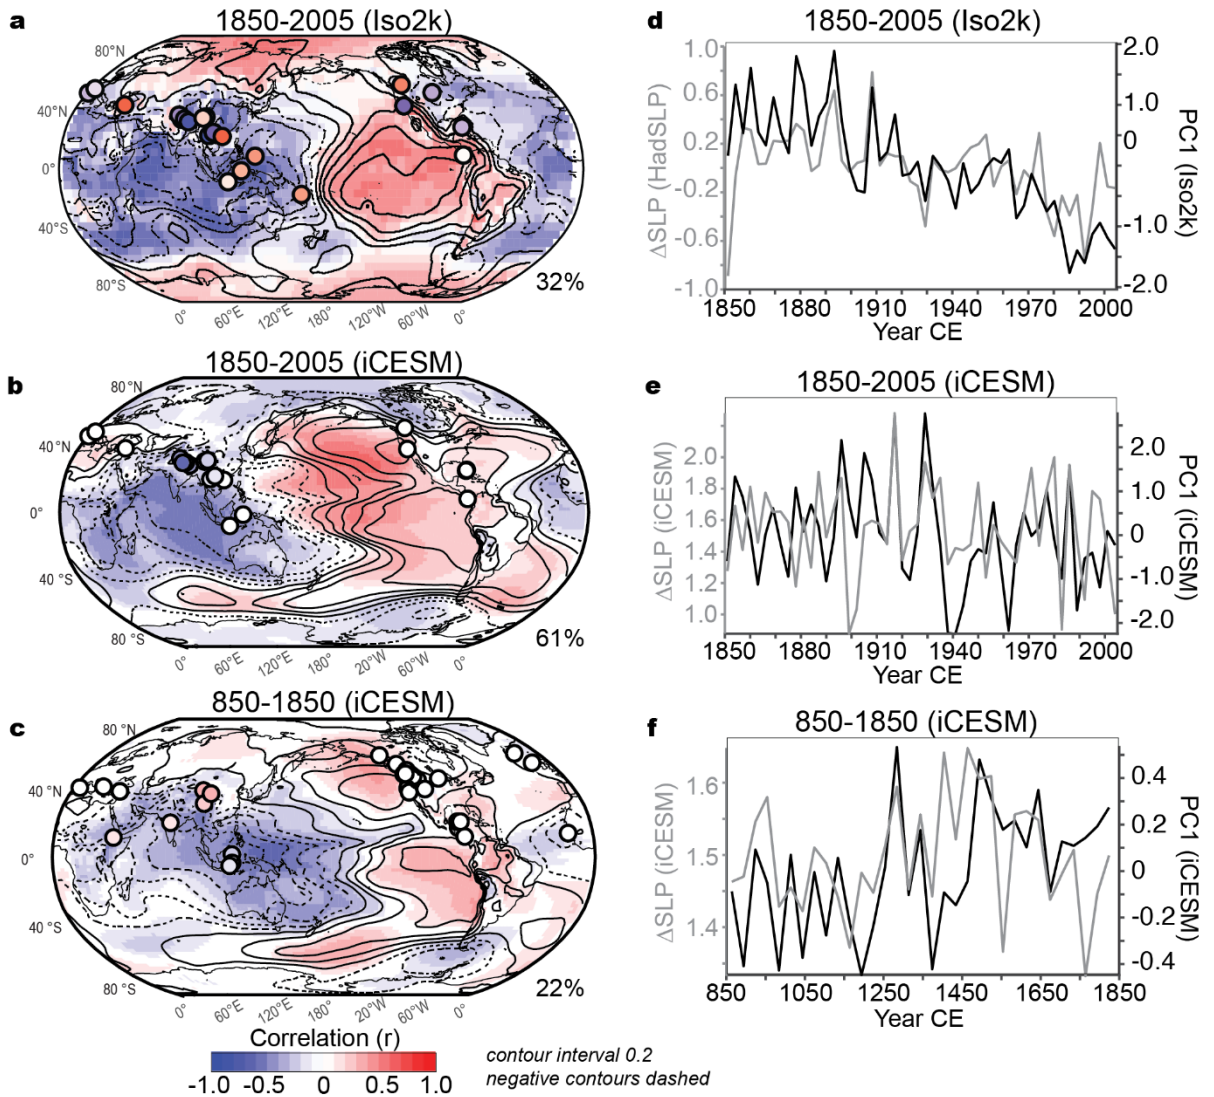 a
1850-2005 (Iso2k)
80°N
40°N
0°
40°S
80°S
0°
60°E
120°E
180°
120°W
60°W
0°
32%
d
1850-2005 (Iso2k)
1.0
0.6
0.2
-0.2
-0.6
-1.0
ΔSLP (HadSLP)
2.0
1.0
0
-1.0
-2.0
PC1 (Iso2k)
1850 1880 1910 1940 1970 2000
Year CE
b
1850-2005 (iCESM)
80 °N
40 °N
0°
40 °S
80 °S
0°
60°E
120°E
180°
20°W
60°W
0°
61%
e
1850-2005 (iCESM)
2.0
1.8
1.6
1.4
1.2
1.0
ΔSLP (iCESM)
2.0
1.0
0
-1.0
-2.0
PC1 (iCESM)
1850 1880 1910 1940 1970 2000
Year CE
c
850-1850 (iCESM)
80 °N
40 °N
0°
40 °S
80 °S
0°
60°E
120°E
180°
20°W
60°W
0°
22%
f
850-1850 (iCESM)
1.6
1.5
1.4
ΔSLP (iCESM)
0.4
0.2
0
-0.2
-0.4
PC1 (iCESM)
850 1050 1250 1450 1650 1850
Year CE
Correlation (r)
-1.0 -0.5 0 0.5 1.0
contour interval 0.2
negative contours dashed